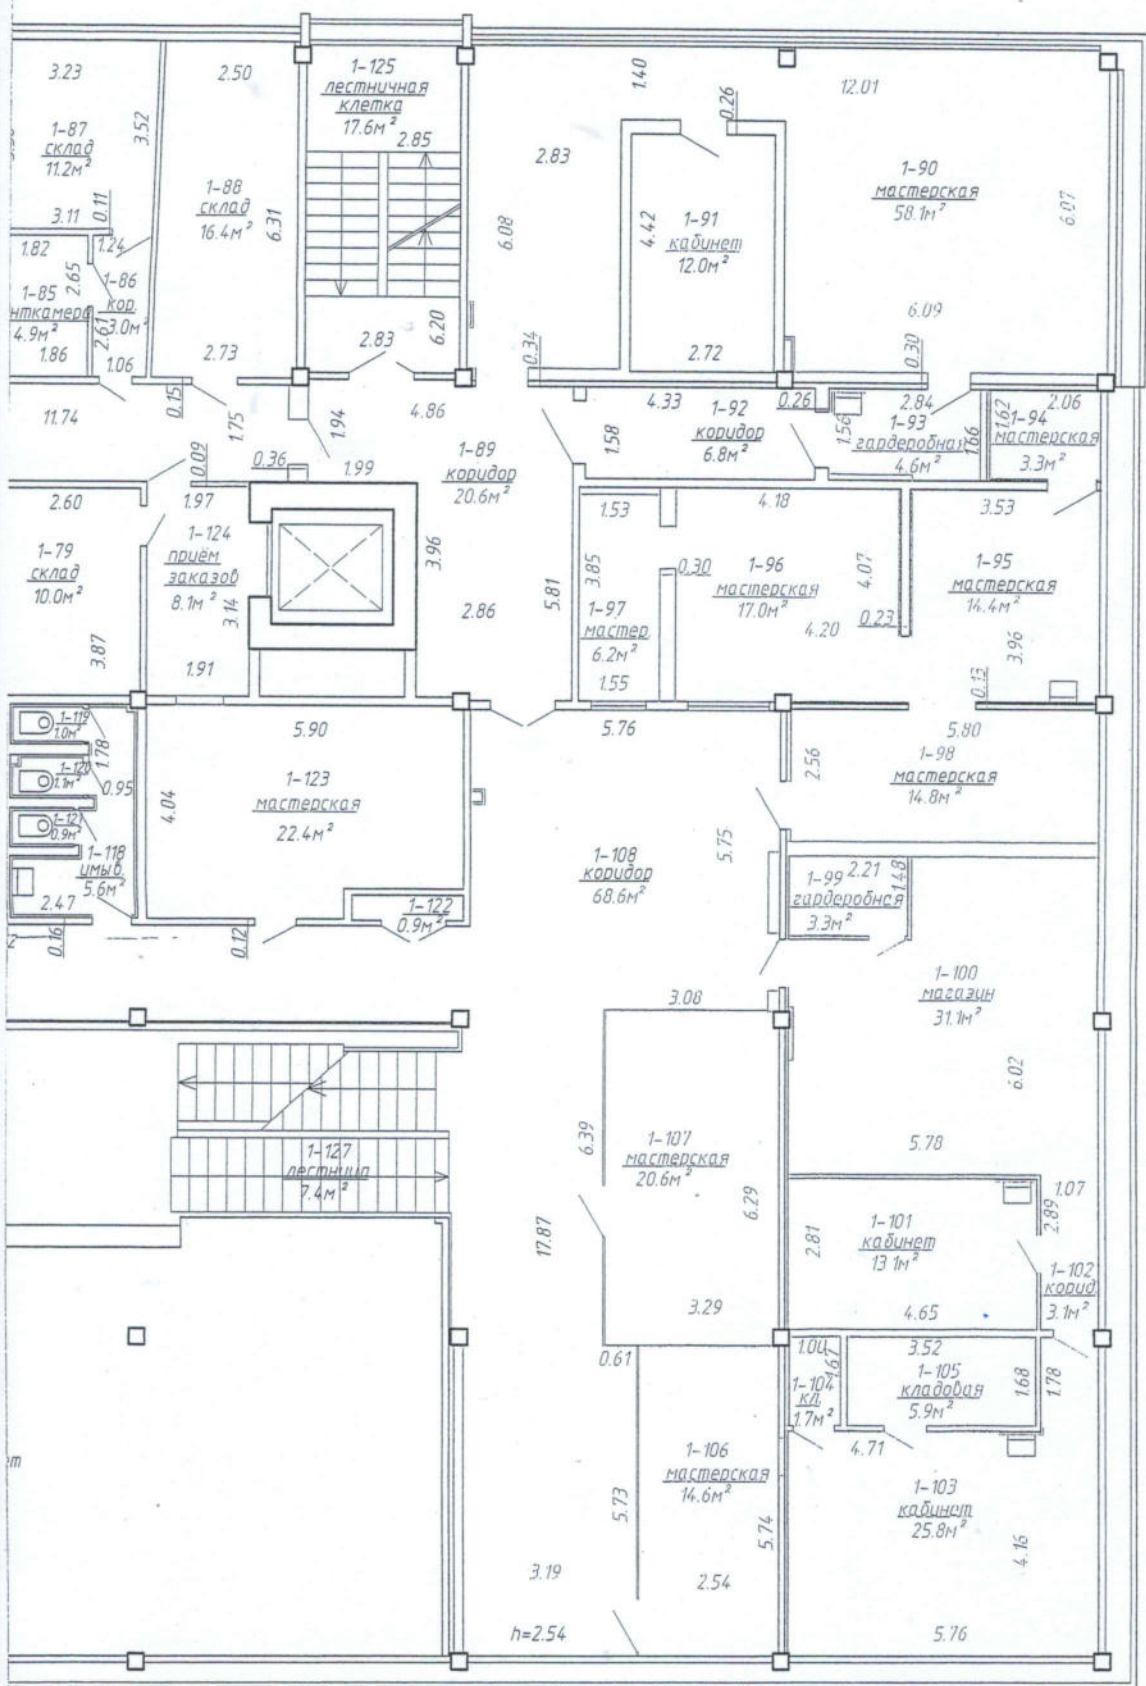 3.23
2.50
1-125
лестничная
клетка
17.6м²
2.85
1.40
0.26
12.01
1-87
склад
11.2м²
3.52
2.83
1-90
мастерская
58.1м²
6.07
3.11
0.11
1-88
склад
16.4м²
6.31
6.08
4.42
1-91
кабинет
12.0м²
1.82
1.24
2.65
1-86
кор.
3.0м²
1-85
нткамера
4.9м²
2.61
1.86
1.06
2.73
2.83
6.20
0.34
2.72
6.09
0.30
11.74
0.15
1.75
1.94
4.86
4.33
1-92
коридор
6.8м²
0.26
1.58
1.56
2.84
1-93
гардеробная
4.6м²
1.66
1.62
2.06
1-94
мастерская
3.3м²
0.09
0.36
1.99
1-89
коридор
20.6м²
2.60
1.97
1-124
приём
заказов
8.1м²
3.14
1.91
1-79
склад
10.0м²
3.87
3.96
2.86
5.81
1.53
3.85
1-97
мастер.
6.2м²
1.55
0.30
4.18
1-96
мастерская
17.0м²
4.07
4.20
0.23
3.53
1-95
мастерская
14.4м²
3.96
0.13
1-119
1.0м²
1.78
1-120
1.1м²
0.95
1-121
0.9м²
1-118
умыв.
5.6м²
2.47
0.16
5.90
1-123
мастерская
22.4м²
4.04
0.12
1-122
0.9м²
5.76
2.56
5.80
1-98
мастерская
14.8м²
1-108
коридор
68.6м²
5.75
1-99
2.21
1.48
гардеробная
3.3м²
1-100
магазин
31.1м²
6.02
5.78
3.08
1-127
лестница
7.4м²
6.39
1-107
мастерская
20.6м²
6.29
3.29
17.87
1-101
кабинет
13.1м²
2.81
4.65
1.07
2.89
1-102
корид.
3.1м²
0.61
1.00
1.67
1-104
кл.
1.7м²
3.52
1-105
кладовая
5.9м²
1.68
1.78
4.71
1-106
мастерская
14.6м²
5.73
5.74
2.54
1-103
кабинет
25.8м²
4.16
5.76
3.19
h=2.54